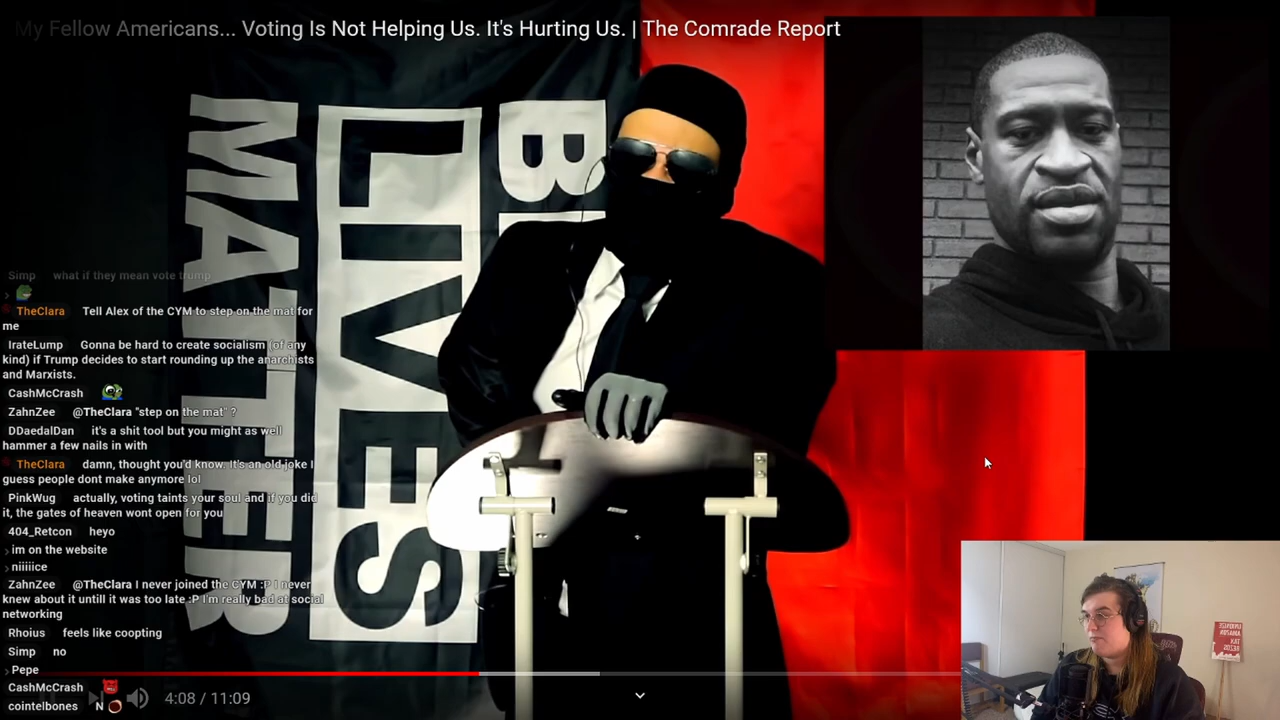 My Fellow Americans... Voting Is Not Helping Us. It's Hurting Us. | The Comrade Report
BL
LIVES
MATTER
Simp what if they mean vote trump
TheClara Tell Alex of the CYM to step on the mat for
me
IrateLump Gonna be hard to create socialism (of any
kind) if Trump decides to start rounding up the anarchists
and Marxists.
CashMcCrash
ZahnZee @TheClara "step on the mat" ?
DDaedalDan it's a shit tool but you might as well
hammer a few nails in with
TheClara damn, thought you'd know. It's an old joke I
guess people dont make anymore lol
PinkWug actually, voting taints your soul and if you did
it, the gates of heaven wont open for you
404_Retcon heyo
› im on the website
› niiiiice
ZahnZee @TheClara I never joined the CYM :P I never
knew about it untill it was too late :P I'm really bad at social
networking
Rhoius feels like coopting
Simp no
› Pepe
CashMcCrash
cointelbones N
4:08 / 11:09